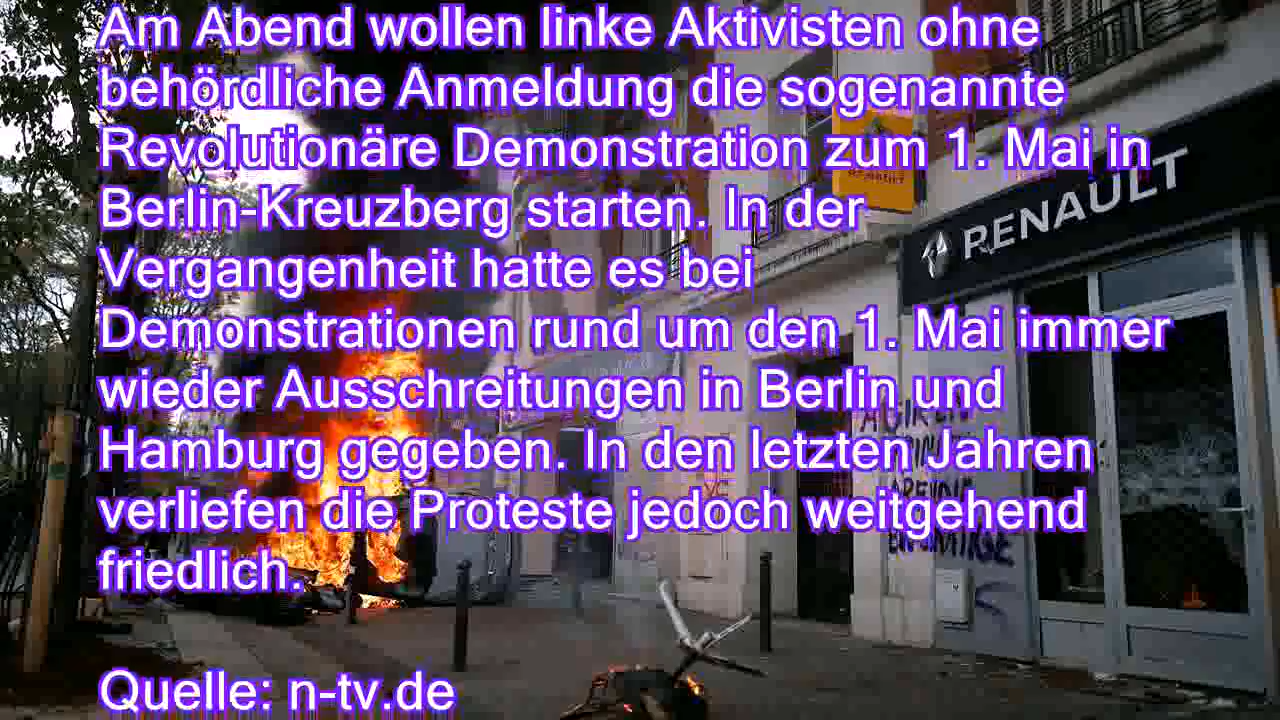 Am Abend wollen linke Aktivisten ohne
behördliche Anmeldung die sogenannte
Revolutionäre Demonstration zum 1. Mai in
Berlin-Kreuzberg starten. In der
Vergangenheit hatte es bei
Demonstrationen rund um den 1. Mai immer
wieder Ausschreitungen in Berlin und
Hamburg gegeben. In den letzten Jahren
verliefen die Proteste jedoch weitgehend
friedlich.
Quelle: n-tv.de
RENAULT